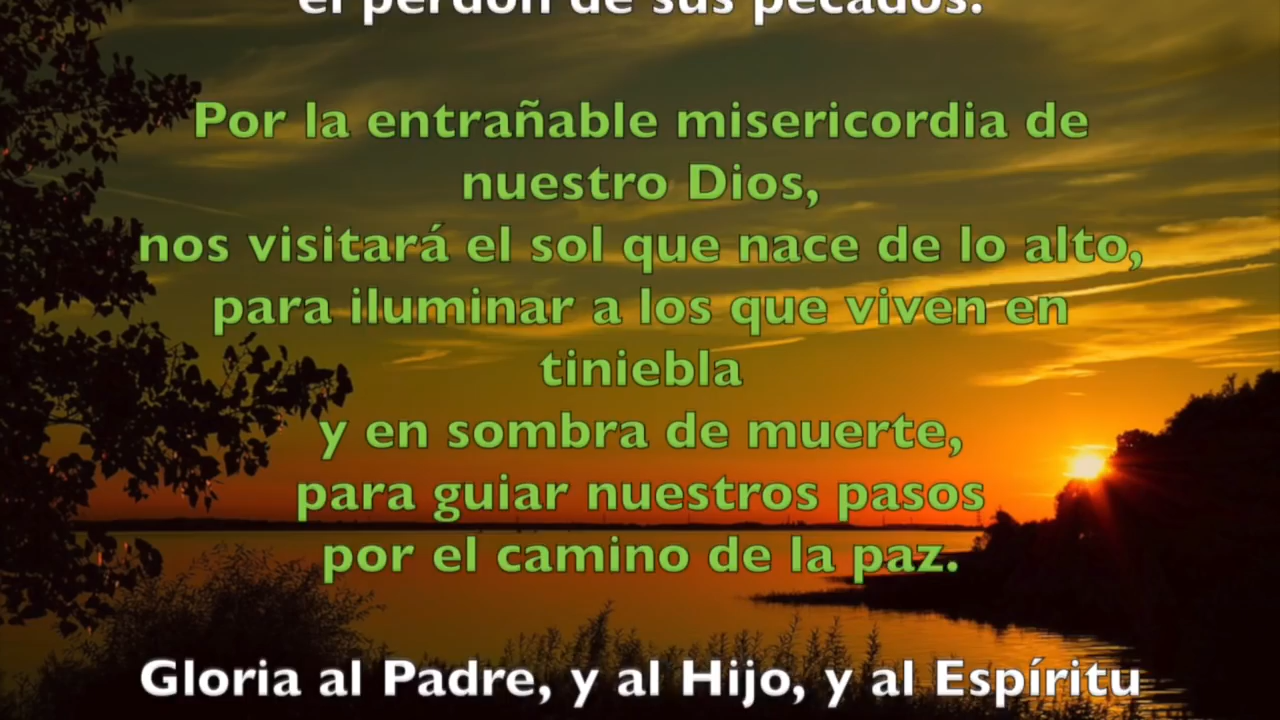 el perdón de sus pecados.
Por la entrañable misericordia de
nuestro Dios,
nos visitará el sol que nace de lo alto,
para iluminar a los que viven en
tiniebla
y en sombra de muerte,
para guiar nuestros pasos
por el camino de la paz.
Gloria al Padre, y al Hijo, y al Espíritu